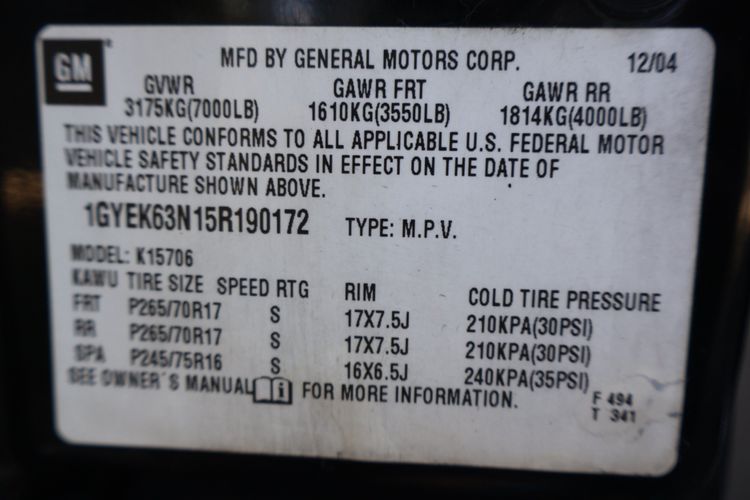 GM MFD BY GENERAL MOTORS CORP. 12/04
GVWR GAWR FRT GAWR RR
3175KG(7000LB) 1610KG(3550LB) 1814KG(4000LB)
THIS VEHICLE CONFORMS TO ALL APPLICABLE U.S. FEDERAL MOTOR
VEHICLE SAFETY STANDARDS IN EFFECT ON THE DATE OF
MANUFACTURE SHOWN ABOVE.
1GYEK63N15R190172 TYPE: M.P.V.
MODEL: K15706
KAWU TIRE SIZE SPEED RTG RIM COLD TIRE PRESSURE
FRT P265/70R17 S 17X7.5J 210KPA(30PSI)
RR P265/70R17 S 17X7.5J 210KPA(30PSI)
SPA P245/75R16 S 16X6.5J 240KPA(35PSI)
SEE OWNER'S MANUAL i FOR MORE INFORMATION.
F 494
T 341